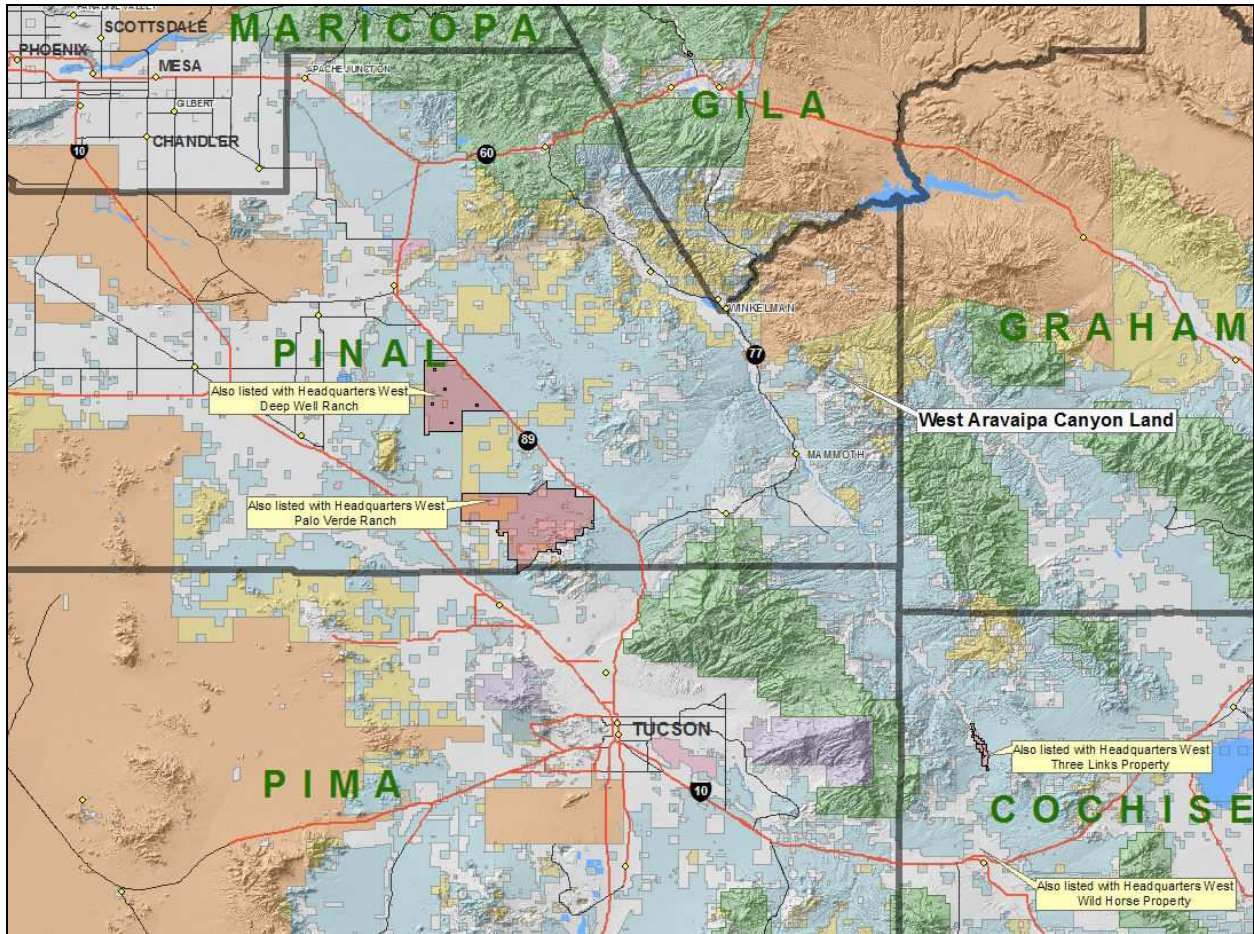 PARADISE VALLEY
SCOTTSDALE
MARICOPA
PHOENIX
MESA
APACHE JUNCTION
GILA
GILBERT
CHANDLER
10
60
WINKELMAN
GRAHAM
77
PINAL
Also listed with Headquarters West
Deep Well Ranch
West Aravaipa Canyon Land
89
MAMMOTH
Also listed with Headquarters West
Palo Verde Ranch
TUCSON
Also listed with Headquarters West
Three Links Property
PIMA
10
COCHISE
Also listed with Headquarters West
Wild Horse Property